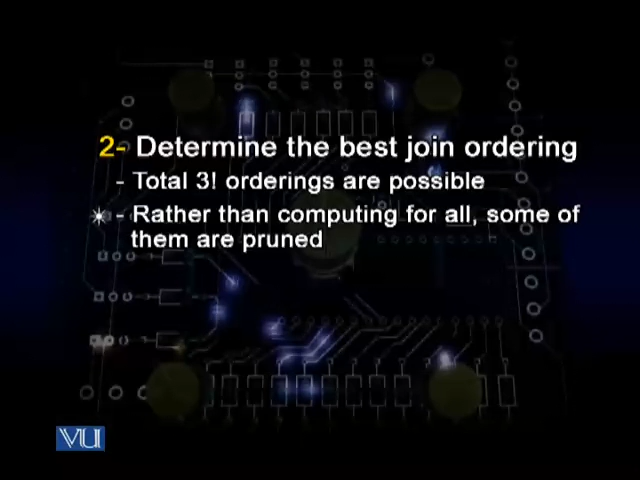 2- Determine the best join ordering
- Total 3! orderings are possible
- Rather than computing for all, some of
them are pruned
VU